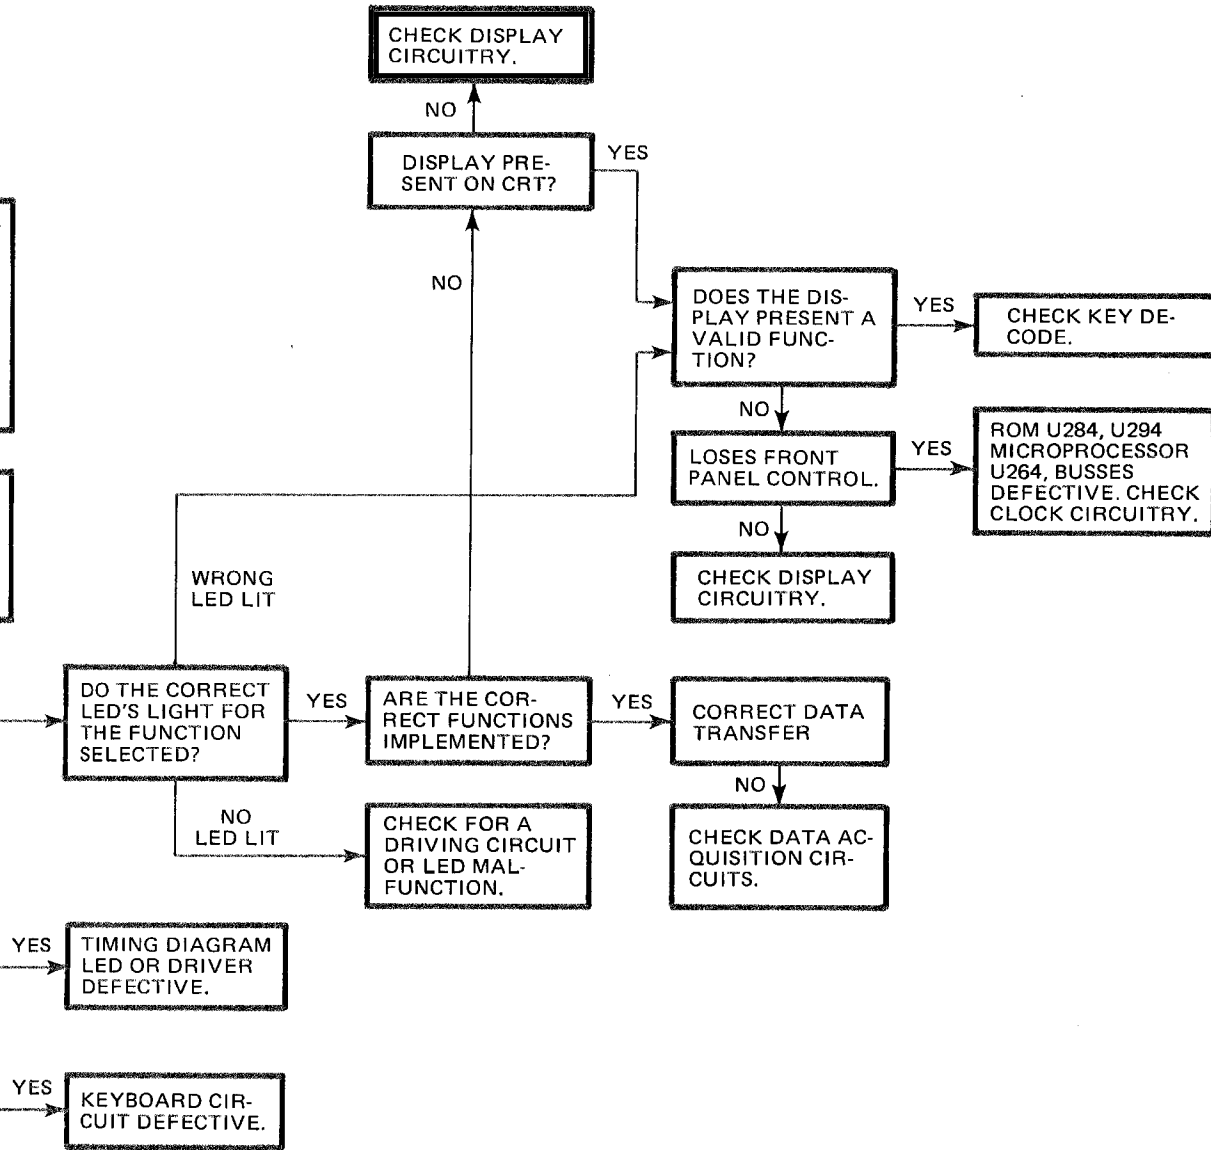 CHECK DISPLAY
CIRCUITRY.
NO
DISPLAY PRE-
SENT ON CRT?
YES
NO
DOES THE DIS-
PLAY PRESENT A
VALID FUNC-
TION?
YES
CHECK KEY DE-
CODE.
NO
LOSES FRONT
PANEL CONTROL.
YES
ROM U284, U294
MICROPROCESSOR
U264, BUSSES
DEFECTIVE. CHECK
CLOCK CIRCUITRY.
NO
CHECK DISPLAY
CIRCUITRY.
WRONG
LED LIT
DO THE CORRECT
LED'S LIGHT FOR
THE FUNCTION
SELECTED?
YES
ARE THE COR-
RECT FUNCTIONS
IMPLEMENTED?
YES
CORRECT DATA
TRANSFER
NO
CHECK DATA AC-
QUISITION CIR-
CUITS.
NO
LED LIT
CHECK FOR A
DRIVING CIRCUIT
OR LED MAL-
FUNCTION.
YES
TIMING DIAGRAM
LED OR DRIVER
DEFECTIVE.
YES
KEYBOARD CIR-
CUIT DEFECTIVE.